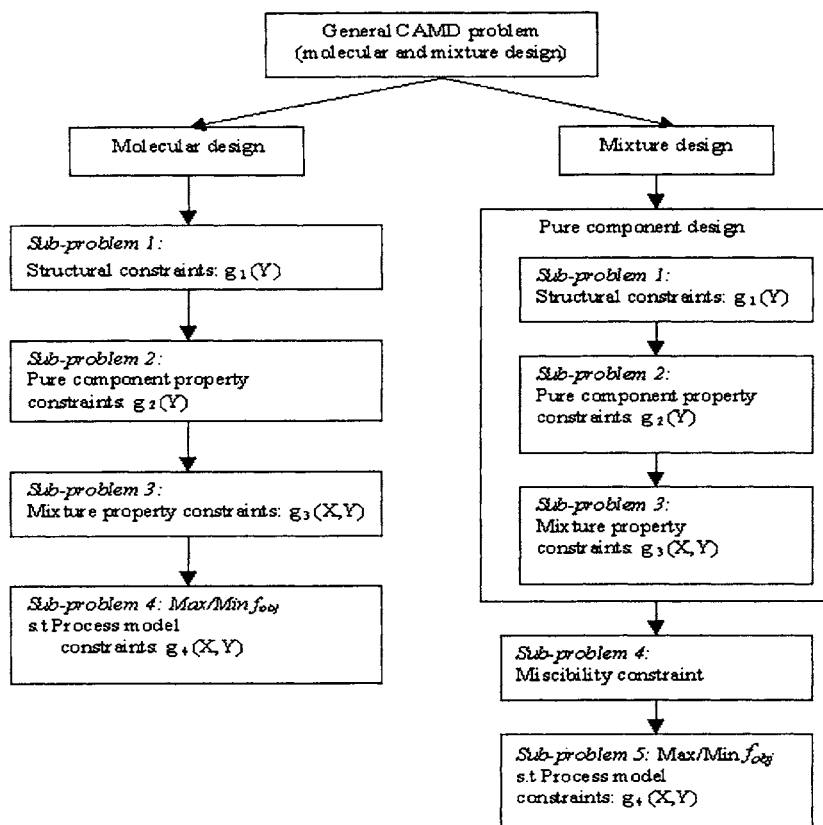 General CAMD problem
(molecular and mixture design)
Molecular design
Sub-problem 1:
Structural constraints: g₁(Y)
Sub-problem 2:
Pure component property
constraints: g₂(Y)
Sub-problem 3:
Mixture property constraints: g₃(X,Y)
Sub-problem 4: Max/Min f_obj
s.t Process model
constraints: g₄(X,Y)
Mixture design
Pure component design
Sub-problem 1:
Structural constraints: g₁(Y)
Sub-problem 2:
Pure component property
constraints: g₂(Y)
Sub-problem 3:
Mixture property
constraints: g₃(X,Y)
Sub-problem 4:
Miscibility constraint
Sub-problem 5: Max/Min f_obj
s.t Process model
constraints: g₄(X,Y)